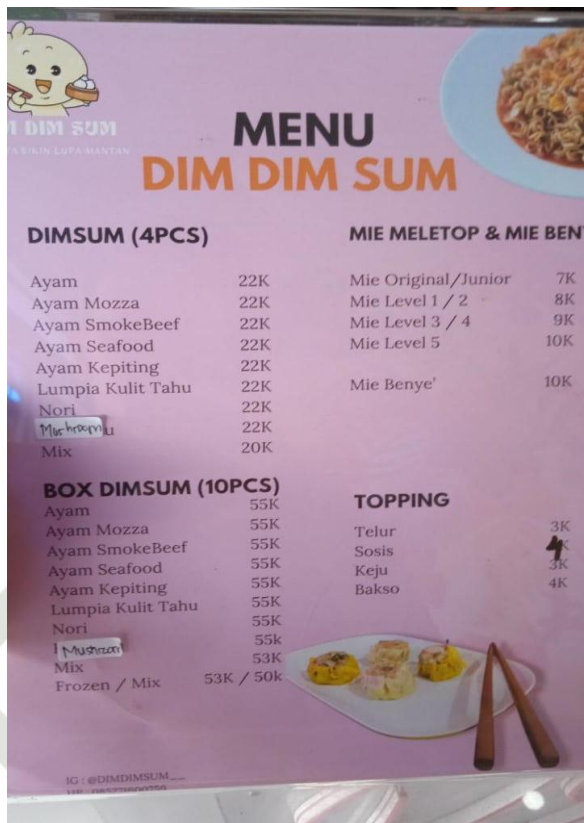 DIM SUM
BIKIN LUPA MANTAN
MENU
DIM DIM SUM
DIMSUM (4PCS)
Ayam 22K
Ayam Mozza 22K
Ayam SmokeBeef 22K
Ayam Seafood 22K
Ayam Kepiting 22K
Lumpia Kulit Tahu 22K
Nori 22K
Mushroom 22K
Mix 20K
BOX DIMSUM (10PCS)
Ayam 55K
Ayam Mozza 55K
Ayam SmokeBeef 55K
Ayam Seafood 55K
Ayam Kepiting 55K
Lumpia Kulit Tahu 55K
Nori 55K
Mushroom 55k
Mix 53K
Frozen / Mix 53K / 50k
IG : @DIMDIMSUM__
MIE MELETOP & MIE BEN
Mie Original/Junior 7K
Mie Level 1 / 2 8K
Mie Level 3 / 4 9K
Mie Level 5 10K
Mie Benye' 10K
TOPPING
Telur 3K
Sosis 4K
Keju 3K
Bakso 4K